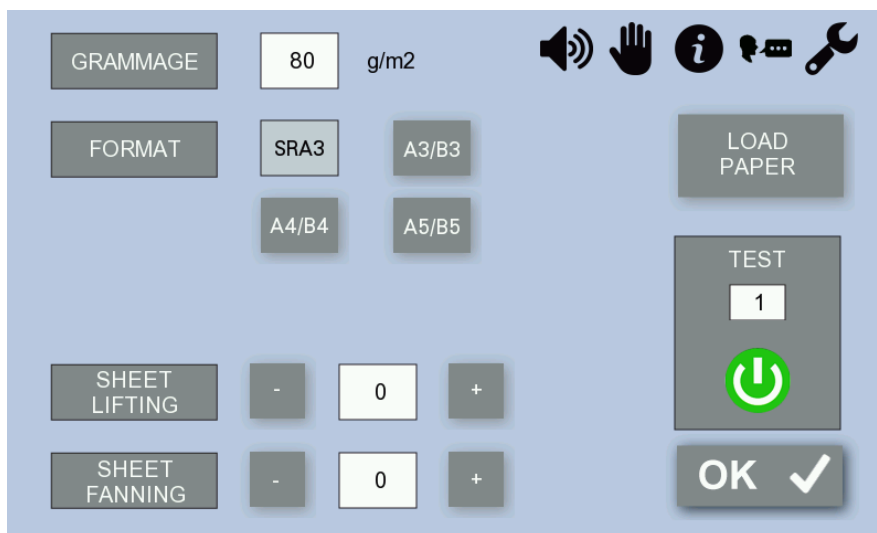 GRAMMAGE 80 g/m2
FORMAT SRA3 A3/B3
A4/B4 A5/B5
LOAD
PAPER
TEST
1
SHEET
LIFTING
- 0 +
SHEET
FANNING
- 0 +
OK